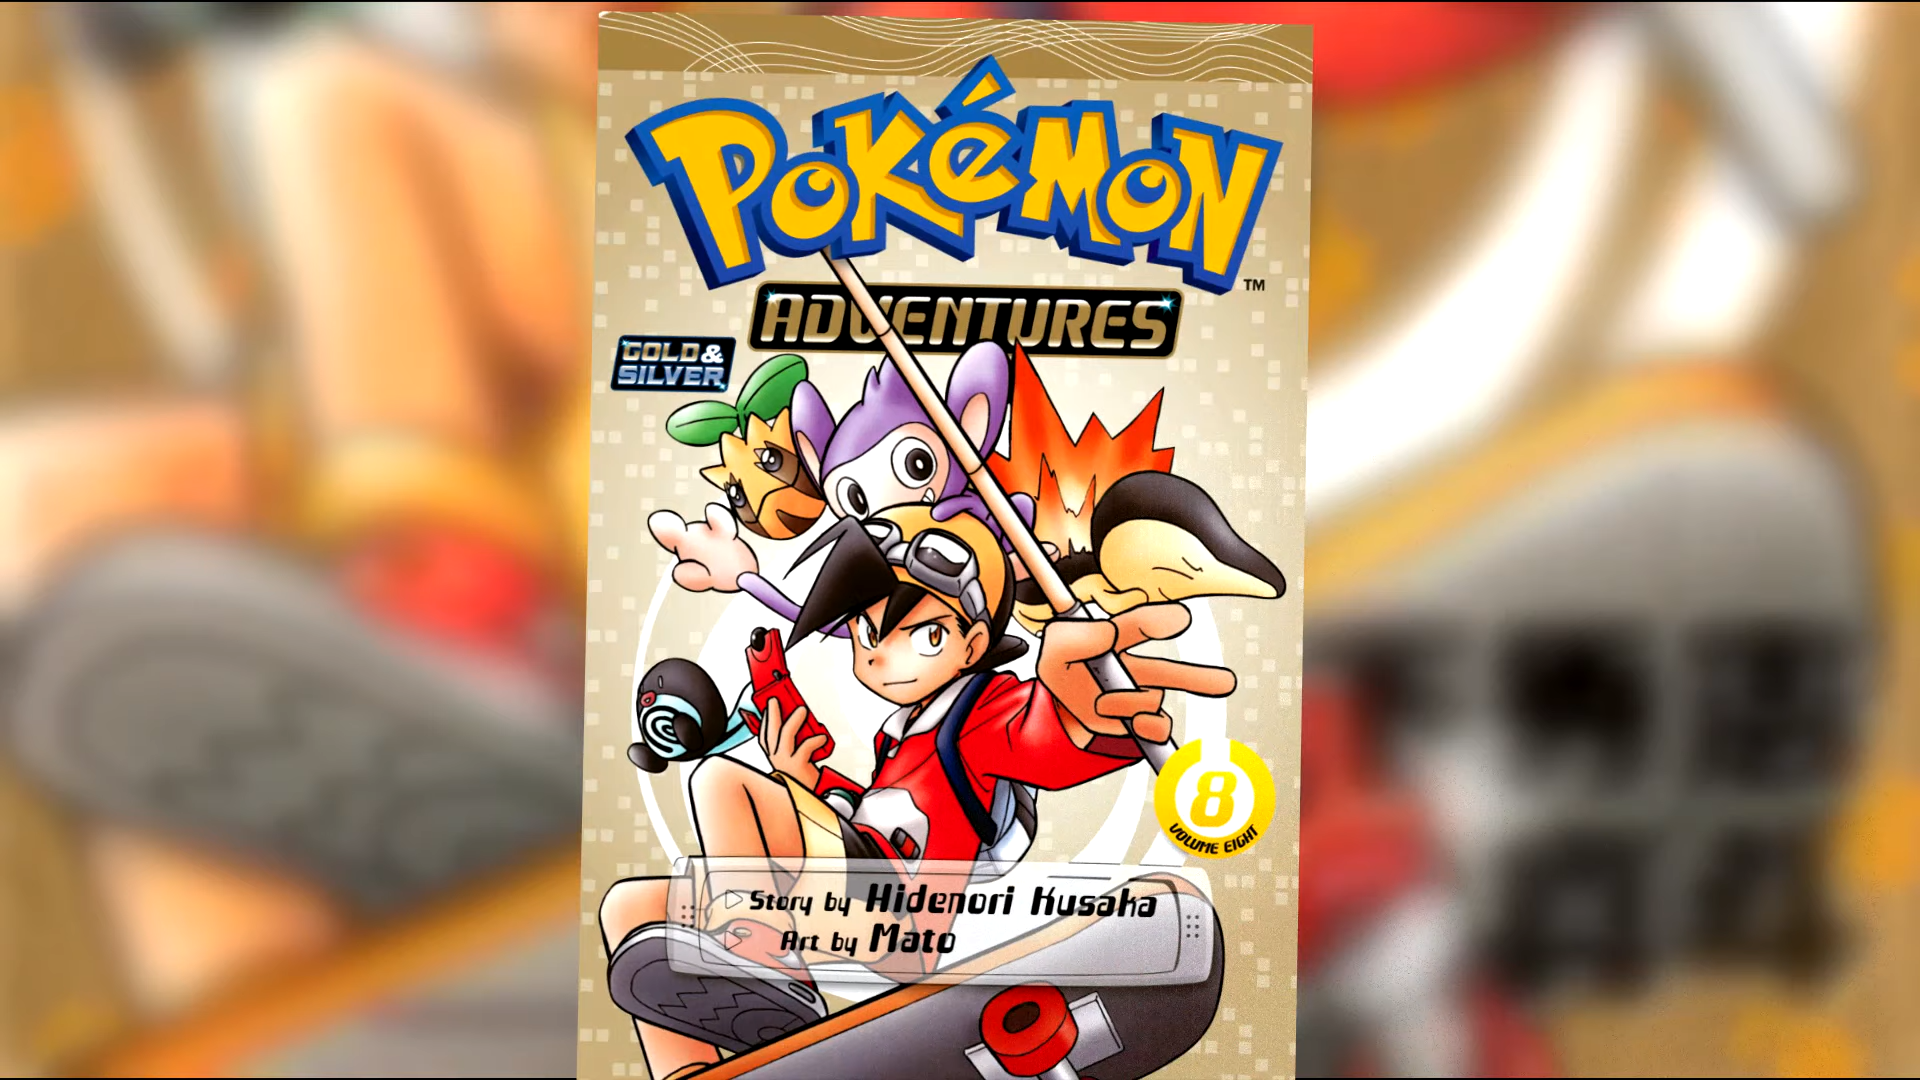 POKéMON
TM
ADVENTURES
GOLD &
SILVER
8
VOLUME EIGHT
Story by Hidenori Kusaka
Art by Mato